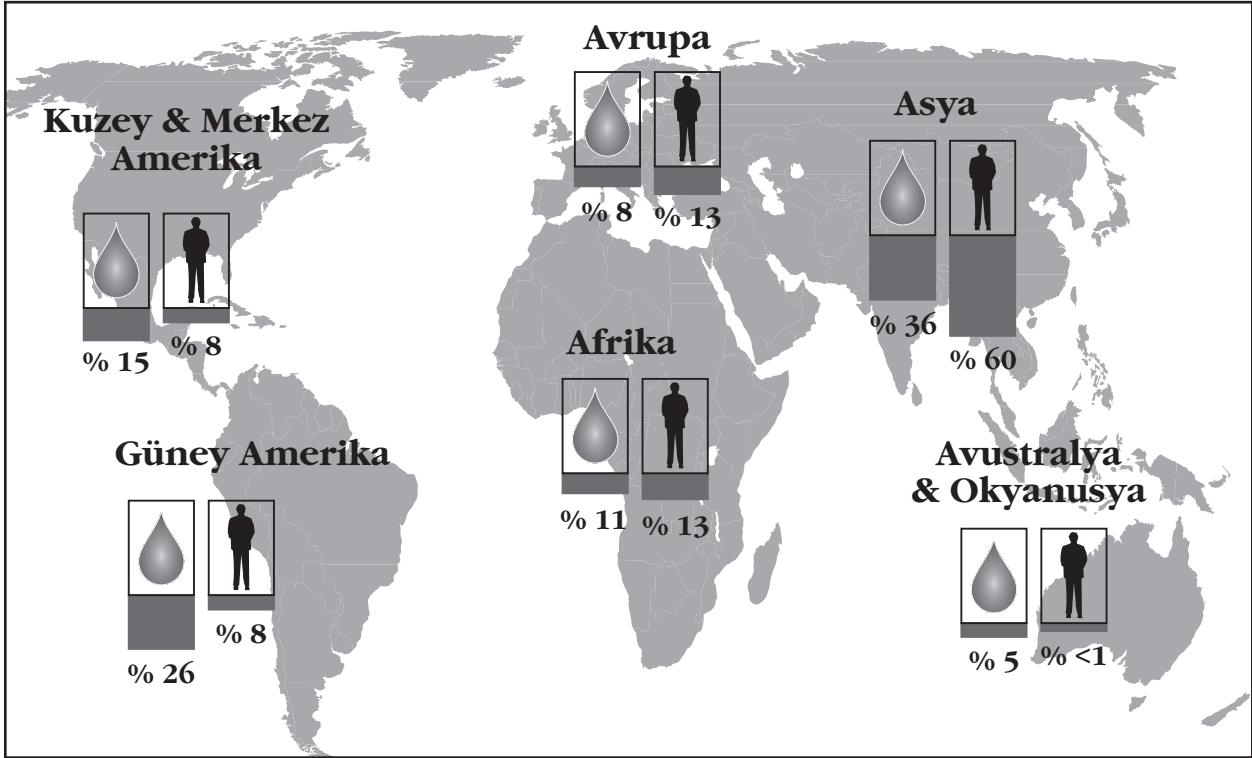 Avrupa
% 8
% 13
Asya
% 36
% 60
Kuzey & Merkez
Amerika
% 15
% 8
Afrika
% 11
% 13
Güney Amerika
% 26
% 8
Avustralya
& Okyanusya
% 5
% <1